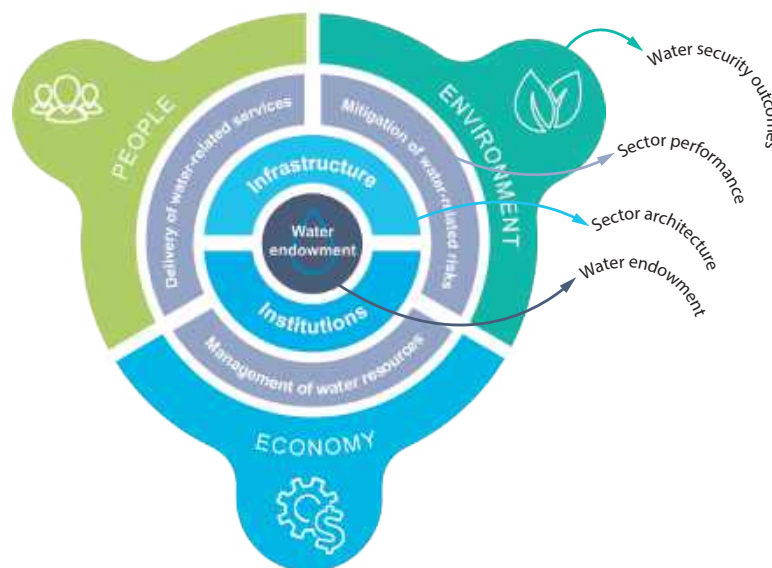 PEOPLE
ENVIRONMENT
ECONOMY
Delivery of water-related services
Mitigation of water-related risks
Management of water resources
Infrastructure
Institutions
Water
endowment
Water security outcomes
Sector performance
Sector architecture
Water endowment